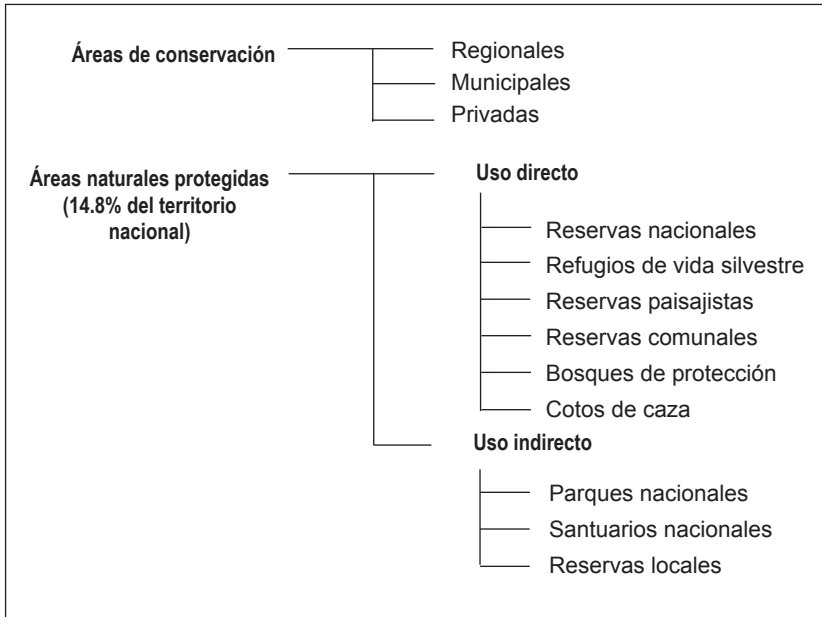 Áreas de conservación
Regionales
Municipales
Privadas
Áreas naturales protegidas
(14.8% del territorio
nacional)
Uso directo
Reservas nacionales
Refugios de vida silvestre
Reservas paisajistas
Reservas comunales
Bosques de protección
Cotos de caza
Uso indirecto
Parques nacionales
Santuarios nacionales
Reservas locales